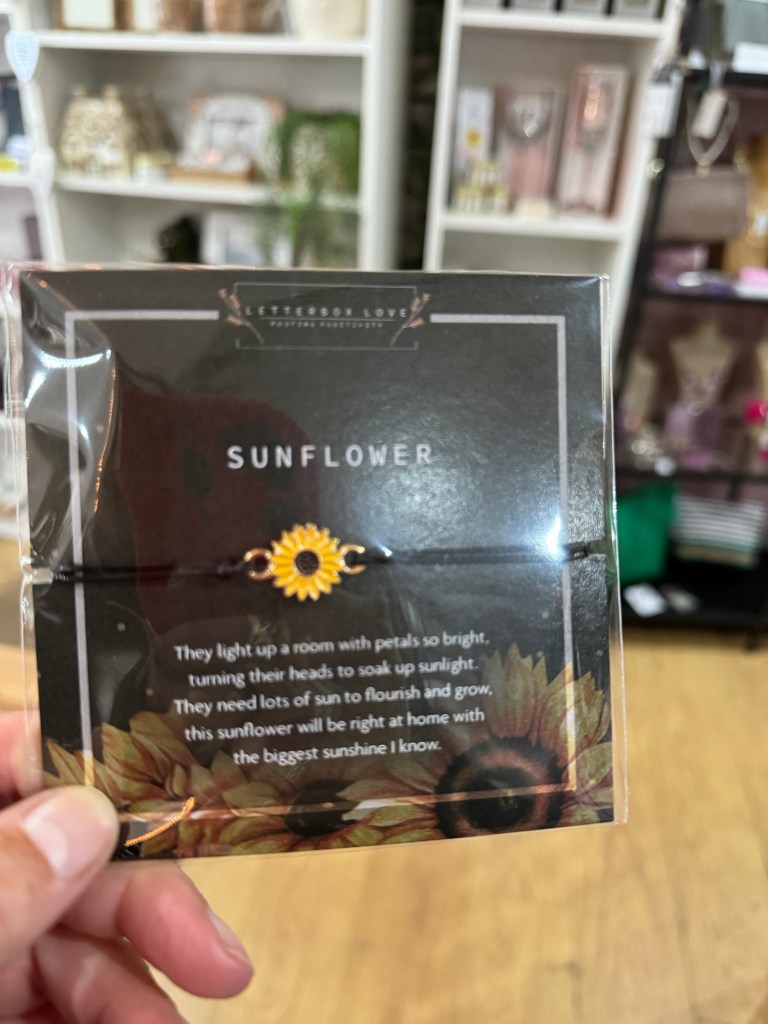 LETTERBOX LOVE
POSTING POSITIVITY
SUNFLOWER
They light up a room with petals so bright,
turning their heads to soak up sunlight.
They need lots of sun to flourish and grow,
this sunflower will be right at home with
the biggest sunshine I know.